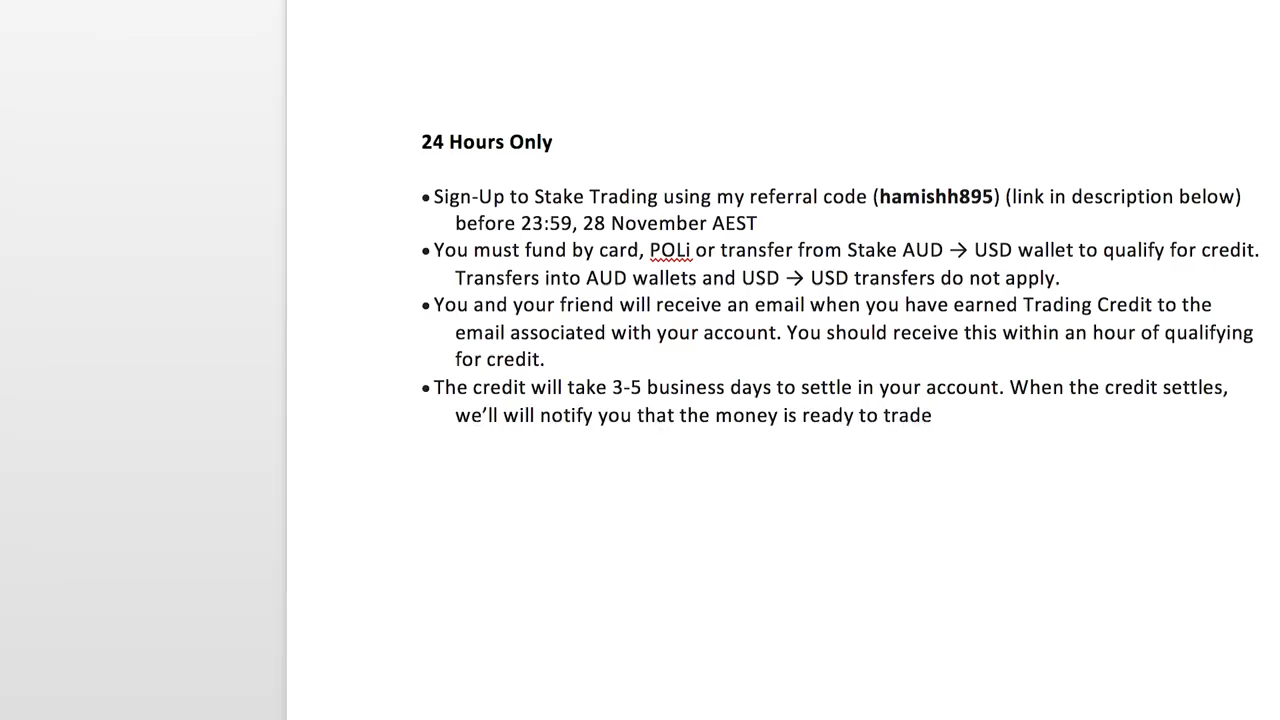 24 Hours Only
• Sign-Up to Stake Trading using my referral code (hamishh895) (link in description below)
before 23:59, 28 November AEST
• You must fund by card, POLi or transfer from Stake AUD → USD wallet to qualify for credit.
Transfers into AUD wallets and USD → USD transfers do not apply.
• You and your friend will receive an email when you have earned Trading Credit to the
email associated with your account. You should receive this within an hour of qualifying
for credit.
• The credit will take 3-5 business days to settle in your account. When the credit settles,
we’ll will notify you that the money is ready to trade